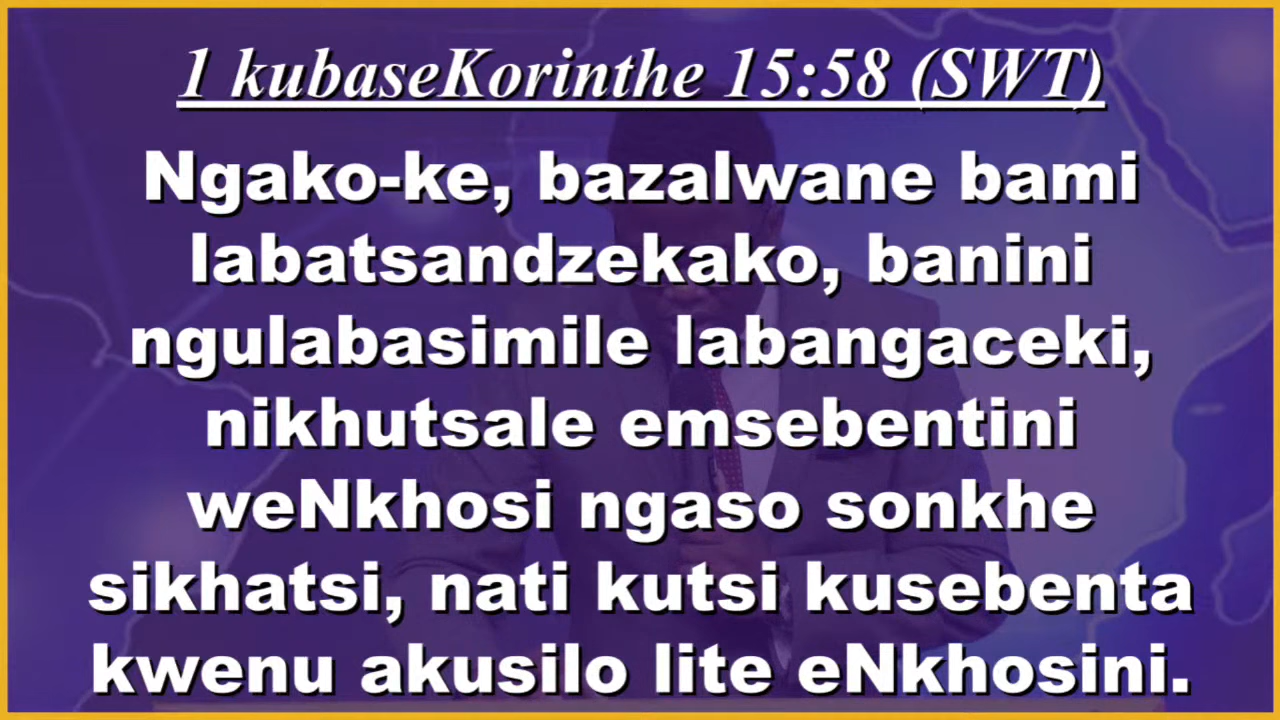 1 kubaseKorinthe 15:58 (SWT)
Ngako-ke, bazalwane bami
labatsandzekako, banini
ngulabasimile labangaceki,
nikhutsale emsebentini
weNkhosi ngaso sonkhe
sikhatsi, nati kutsi kusebenta
kwenu akusilo lite eNkhosini.